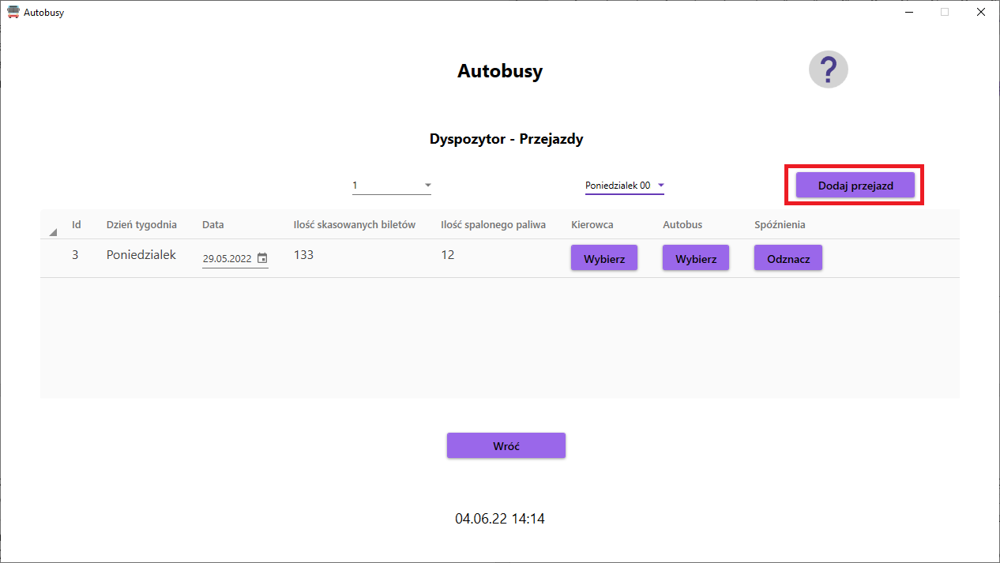 Autobusy
Autobusy
?
Dyspozytor - Przejazdy
1 Poniedzialek 00 Dodaj przejazd
Id Dzień tygodnia Data Ilość skasowanych biletów Ilość spalonego paliwa Kierowca Autobus Spóźnienia
3 Poniedzialek 29.05.2022 133 12 Wybierz Wybierz Odznacz
Wróć
04.06.22 14:14